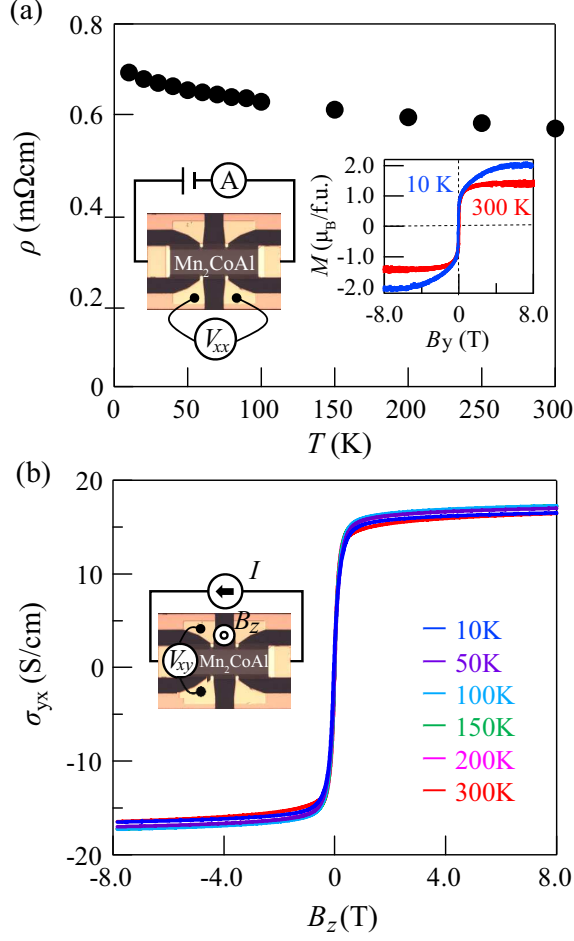 (a)
0.8
0.6
0.4
0.2
0
ρ (mΩcm)
A
Mn2CoAl
Vxx
2.0
1.0
0
-1.0
-2.0
M (μB/f.u.)
10 K
300 K
-8.0 0 8.0
By (T)
0 50 100 150 200 250 300
T (K)
(b)
20
10
0
-10
-20
σyx (S/cm)
I
Bz
Vxy
Mn2CoAl
10K
50K
100K
150K
200K
300K
-8.0 -4.0 0 4.0 8.0
Bz (T)